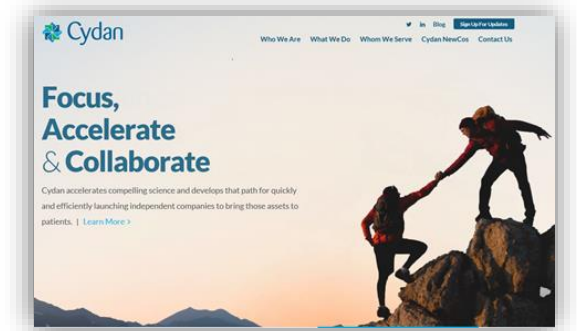 Cydan
in Blog Sign Up For Updates
Who We Are What We Do Whom We Serve Cydan NewCos Contact Us
Focus,
Accelerate
& Collaborate
Cydan accelerates compelling science and develops that path for quickly
and efficiently launching independent companies to bring those assets to
patients. | Learn More >